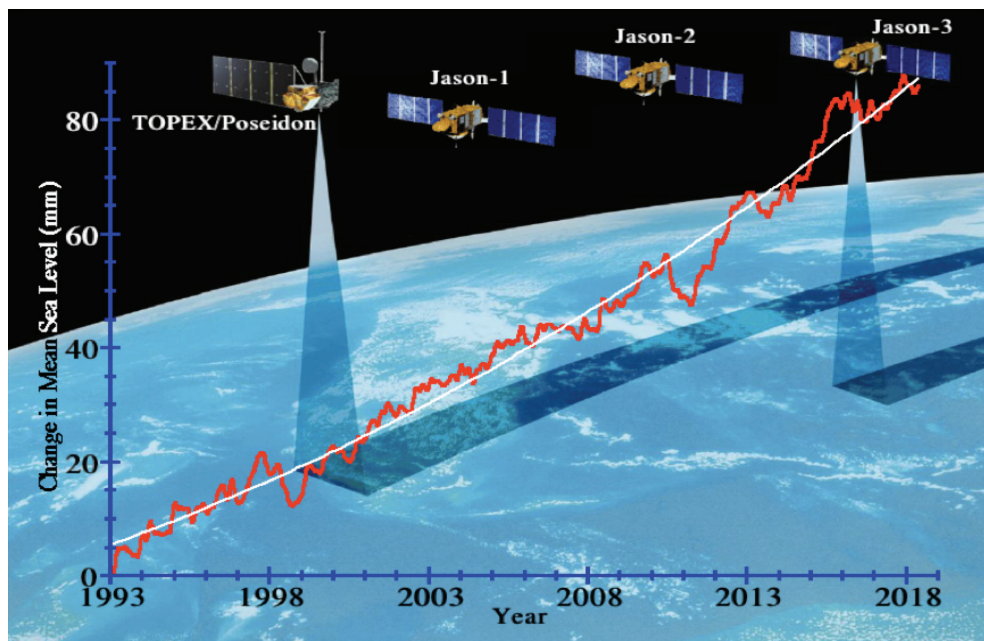 Jason-3
Jason-2
Jason-1
TOPEX/Poseidon
Change in Mean Sea Level (mm)
80
60
40
20
0
1993
1998
2003
2008
2013
2018
Year